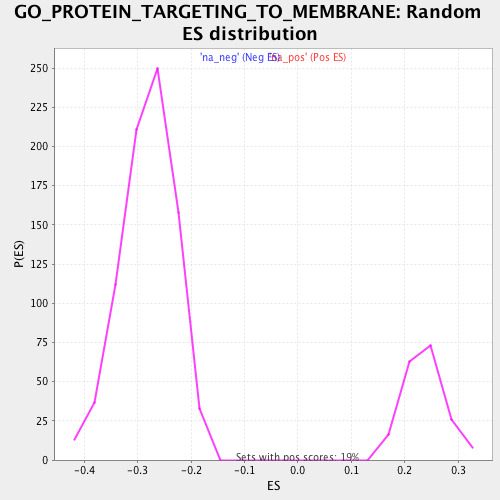 GO_PROTEIN_TARGETING_TO_MEMBRANE: Random
ES distribution
'na_neg' (Neg ES)
'na_pos' (Pos ES)
250
225
200
175
150
125
100
75
50
25
0
P(ES)
Sets with pos scores: 19%
-0.4 -0.3 -0.2 -0.1 0.0 0.1 0.2 0.3
ES